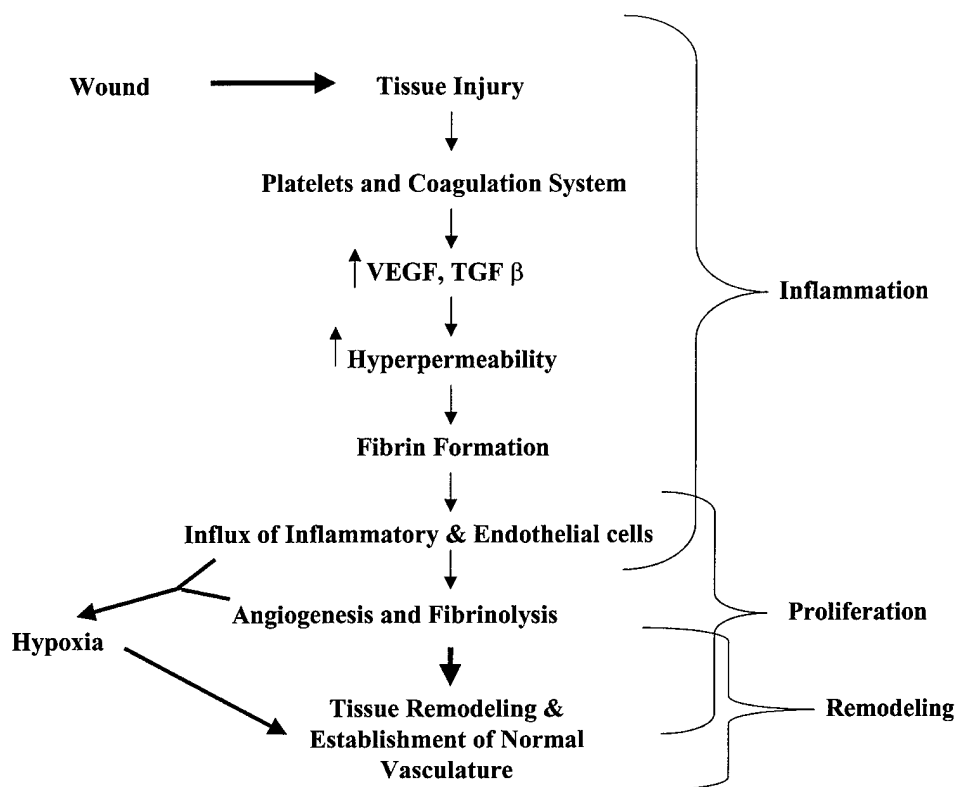 Wound
Tissue Injury
Platelets and Coagulation System
VEGF, TGF β
Hyperpermeability
Inflammation
Fibrin Formation
Influx of Inflammatory & Endothelial cells
Angiogenesis and Fibrinolysis
Proliferation
Hypoxia
Tissue Remodeling &
Establishment of Normal
Vasculature
Remodeling